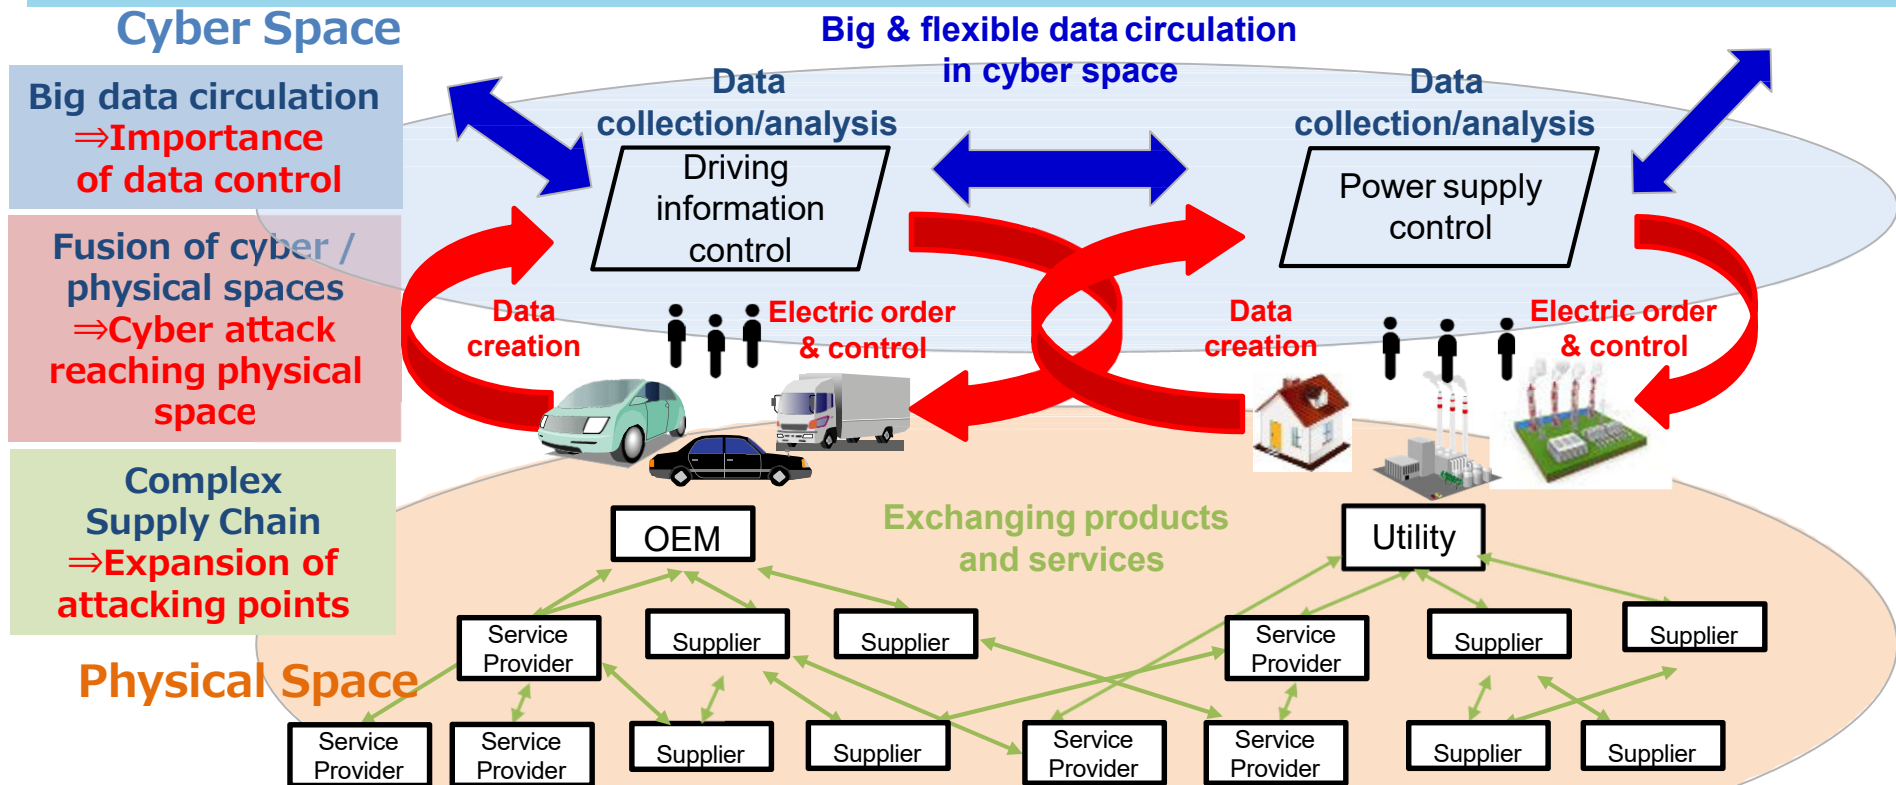 Cyber Space
Big data circulation
⇒Importance
of data control
Fusion of cyber /
physical spaces
⇒Cyber attack
reaching physical
space
Complex
Supply Chain
⇒Expansion of
attacking points
Physical Space
Big & flexible data circulation
in cyber space
Data
collection/analysis
Driving
information
control
Data
collection/analysis
Power supply
control
Data
creation
Electric order
& control
Data
creation
Electric order
& control
Exchanging products
and services
OEM
Utility
Service
Provider
Supplier
Supplier
Service
Provider
Supplier
Supplier
Service
Provider
Service
Provider
Supplier
Supplier
Service
Provider
Service
Provider
Supplier
Supplier